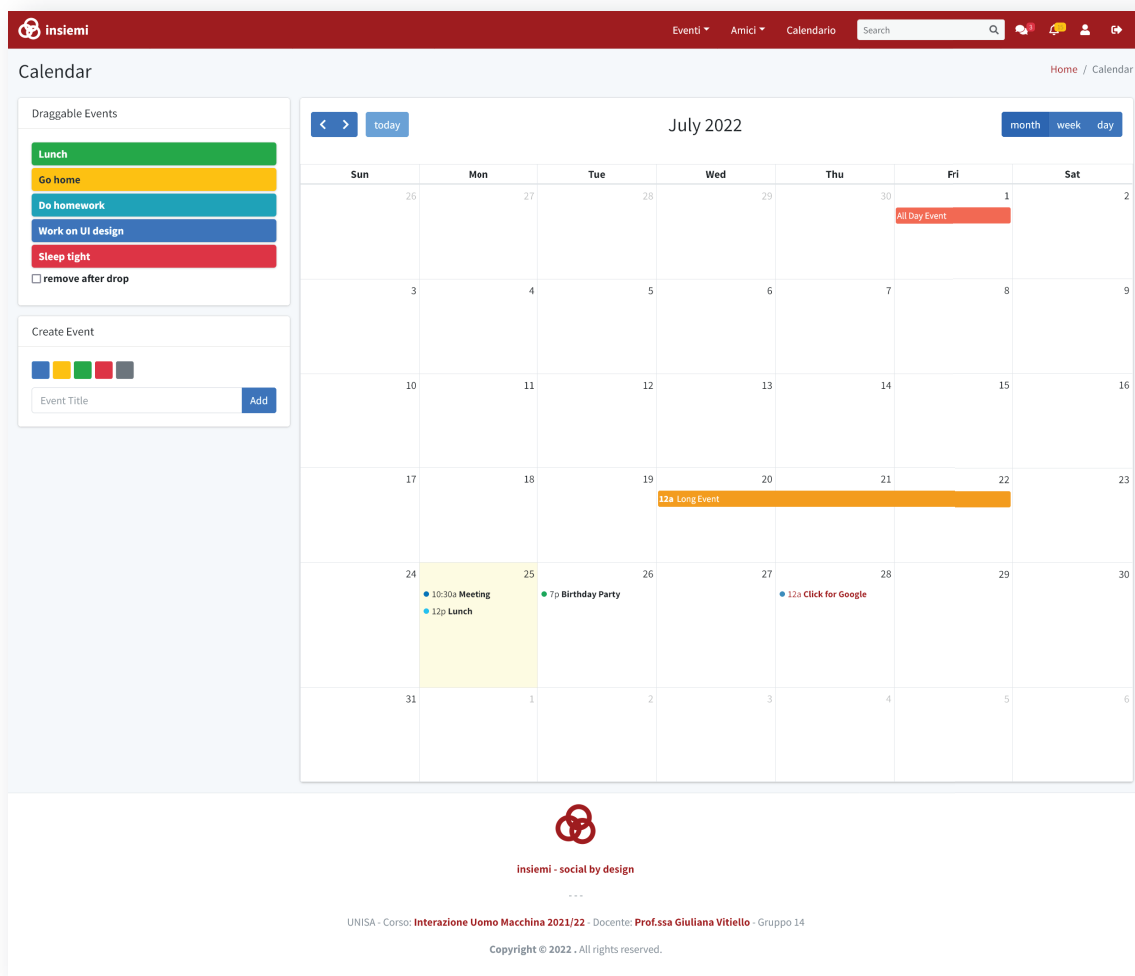 insiemi
Eventi Amici Calendario Search
Calendar
Home / Calendar
Draggable Events
Lunch
Go home
Do homework
Work on UI design
Sleep tight
remove after drop
Create Event
Event Title Add
today July 2022 month week day
Sun Mon Tue Wed Thu Fri Sat
26 27 28 29 30 1 2
All Day Event
3 4 5 6 7 8 9
10 11 12 13 14 15 16
17 18 19 20 21 22 23
12a Long Event
24 25 26 27 28 29 30
10:30a Meeting 7p Birthday Party 12a Click for Google
12p Lunch
31 1 2 3 4 5 6
insiemi - social by design
- - -
UNISA - Corso: Interazione Uomo Macchina 2021/22 - Docente: Prof.ssa Giuliana Vitiello - Gruppo 14
Copyright © 2022 . All rights reserved.